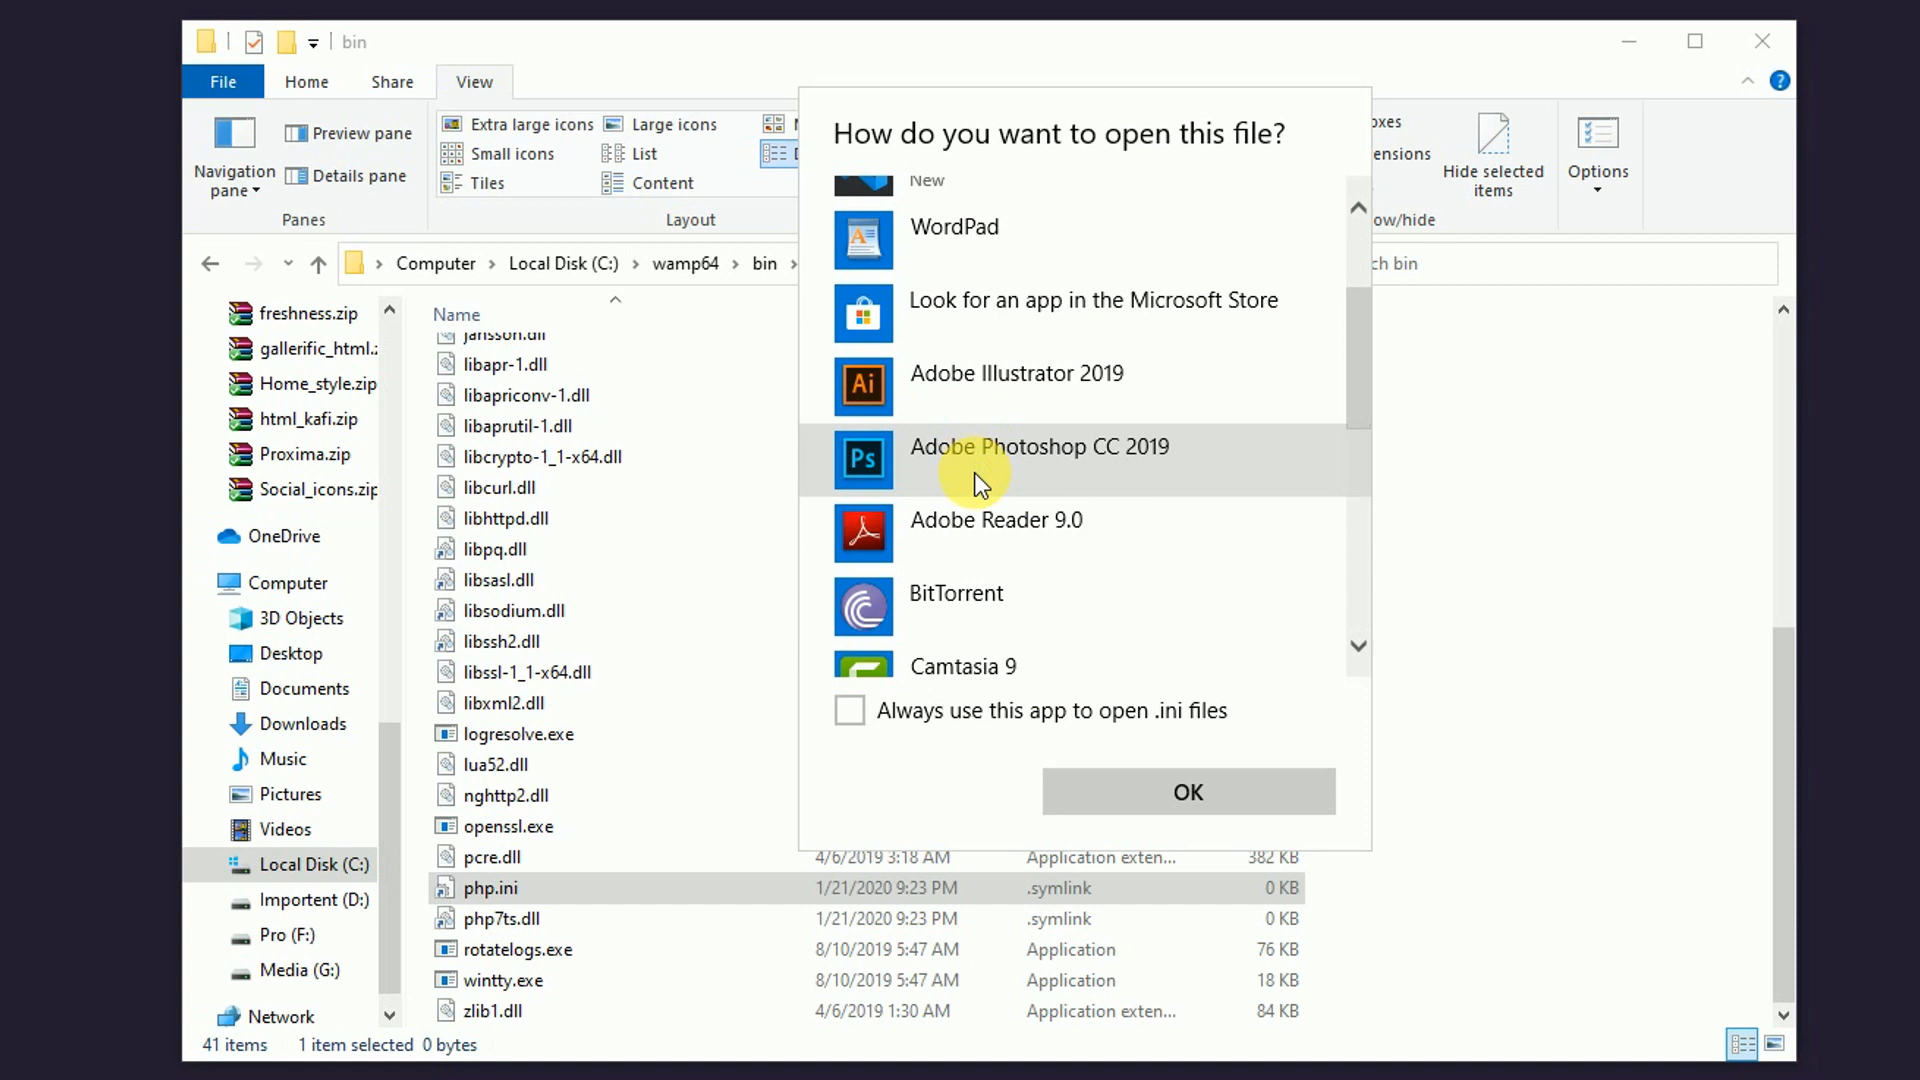 bin
File
Home
Share
View
Navigation
pane
Preview pane
Details pane
Panes
Extra large icons
Large icons
Small icons
List
Tiles
Content
Layout
Hide selected
items
Options
Computer
Local Disk (C:)
wamp64
bin
freshness.zip
Home_style.zip
html_kafi.zip
Proxima.zip
OneDrive
Computer
3D Objects
Desktop
Documents
Downloads
Music
Pictures
Videos
Local Disk (C:)
Importent (D:)
Pro (F:)
Media (G:)
Network
Name
jansson.dll
libapr-1.dll
libapriconv-1.dll
libaprutil-1.dll
libcrypto-1_1-x64.dll
libcurl.dll
libhttpd.dll
libpq.dll
libsasl.dll
libsodium.dll
libssh2.dll
libssl-1_1-x64.dll
libxml2.dll
logresolve.exe
lua52.dll
nghttp2.dll
openssl.exe
pcre.dll 4/6/2019 3:18 AM Application exten... 382 KB
php.ini 1/21/2020 9:23 PM .symlink 0 KB
php7ts.dll 1/21/2020 9:23 PM .symlink 0 KB
rotatelogs.exe 8/10/2019 5:47 AM Application 76 KB
wintty.exe 8/10/2019 5:47 AM Application 18 KB
zlib1.dll 4/6/2019 1:30 AM Application exten... 84 KB
How do you want to open this file?
New
WordPad
Look for an app in the Microsoft Store
Ai Adobe Illustrator 2019
Ps Adobe Photoshop CC 2019
Adobe Reader 9.0
BitTorrent
Camtasia 9
Always use this app to open .ini files
OK
41 items 1 item selected 0 bytes